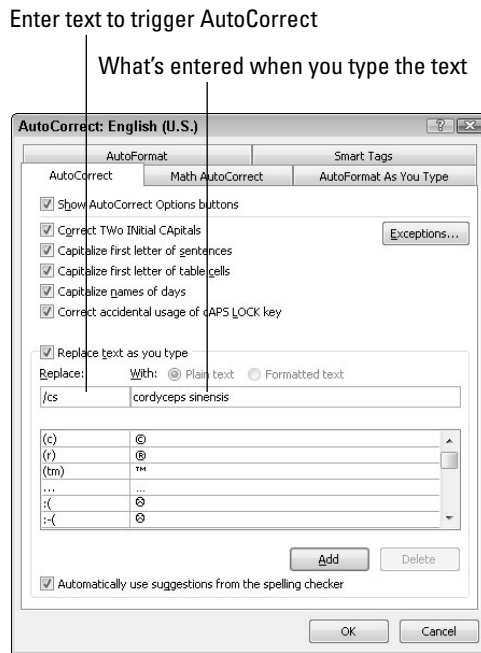 Enter text to trigger AutoCorrect
What's entered when you type the text
AutoCorrect: English (U.S.)
AutoFormat Smart Tags
AutoCorrect Math AutoCorrect AutoFormat As You Type
Show AutoCorrect Options buttons
Correct TWo INitial CApitals Exceptions...
Capitalize first letter of sentences
Capitalize first letter of table cells
Capitalize names of days
Correct accidental usage of cAPS LOCK key
Replace text as you type
Replace: With: Plain text Formatted text
/cs cordyceps sinensis
(c) ©
(r) ®
(tm) ™
... ...
:( ☹
:-( ☹
Add Delete
Automatically use suggestions from the spelling checker
OK Cancel